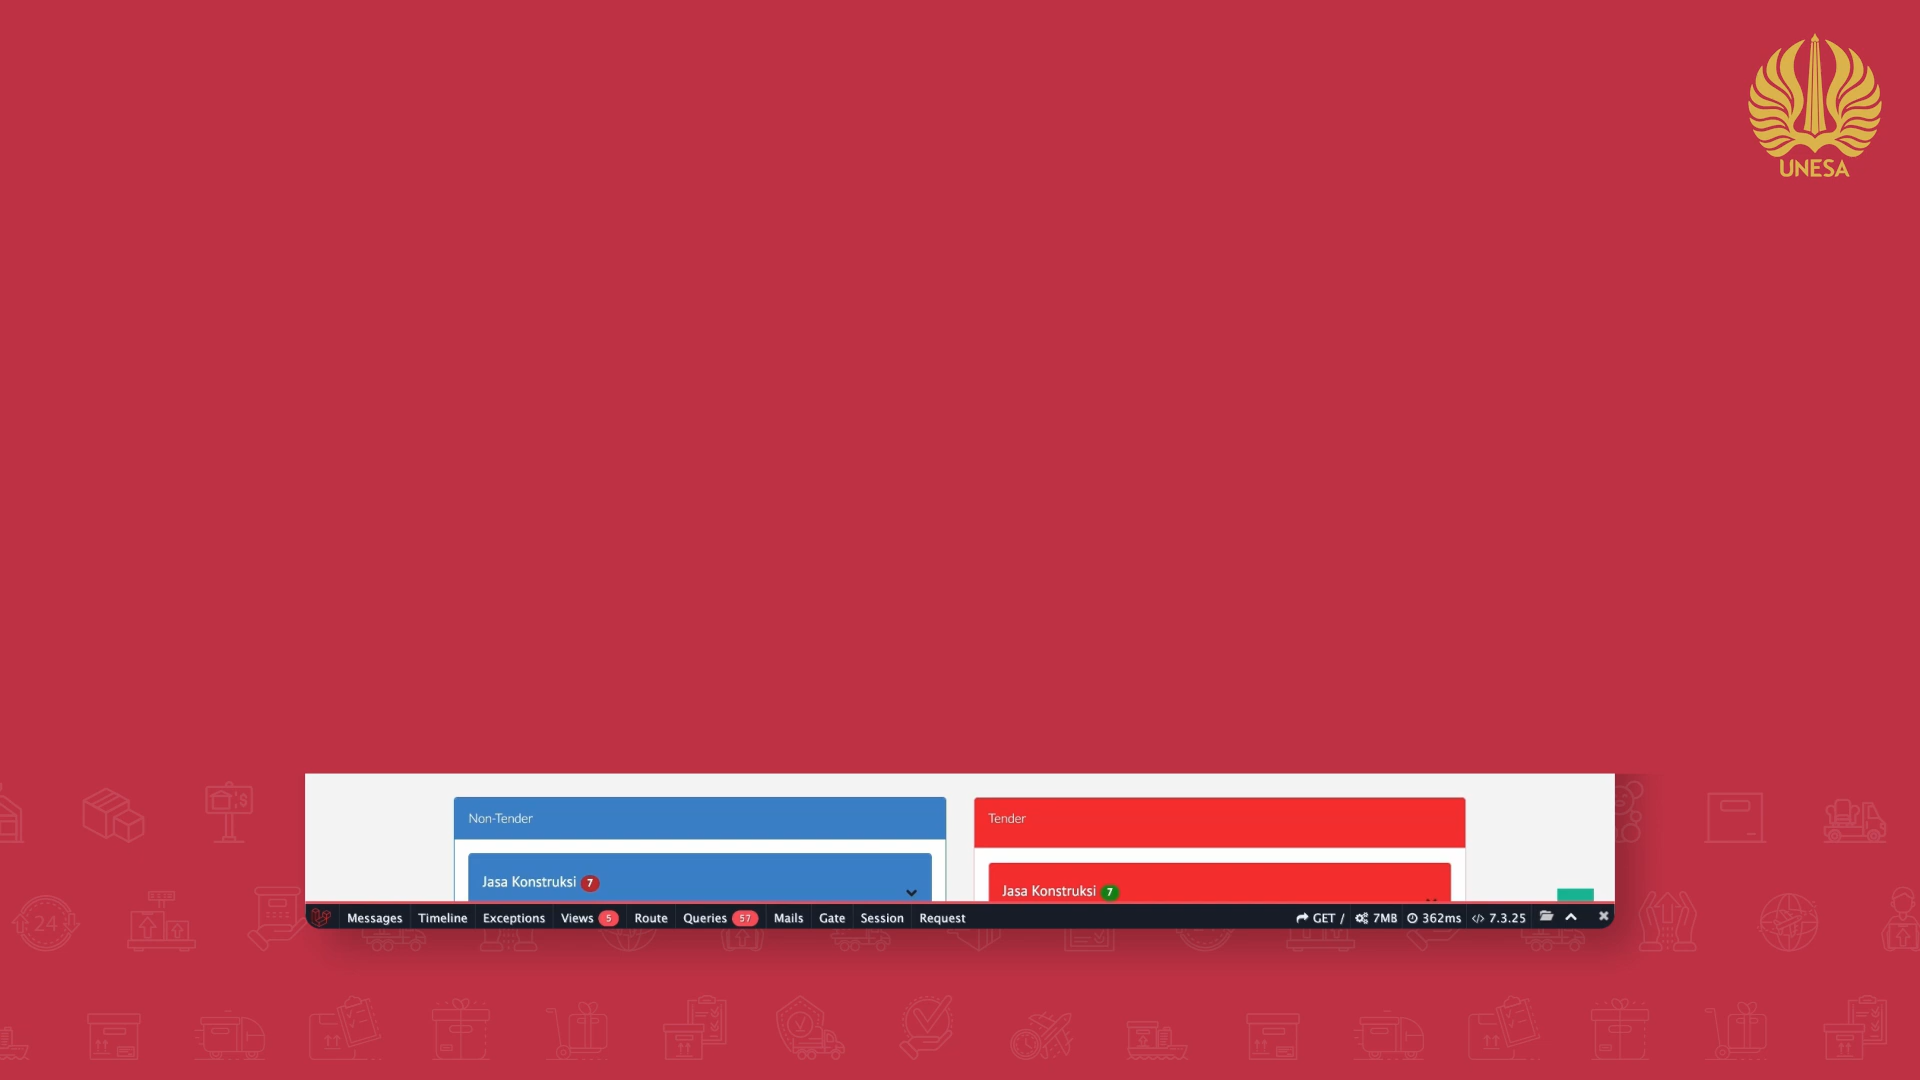 UNESA
Non-Tender
Tender
Jasa Konstruksi 7
Jasa Konstruksi 7
Messages Timeline Exceptions Views 5 Route Queries 57 Mails Gate Session Request GET / 7MB 362ms 7.3.25
24